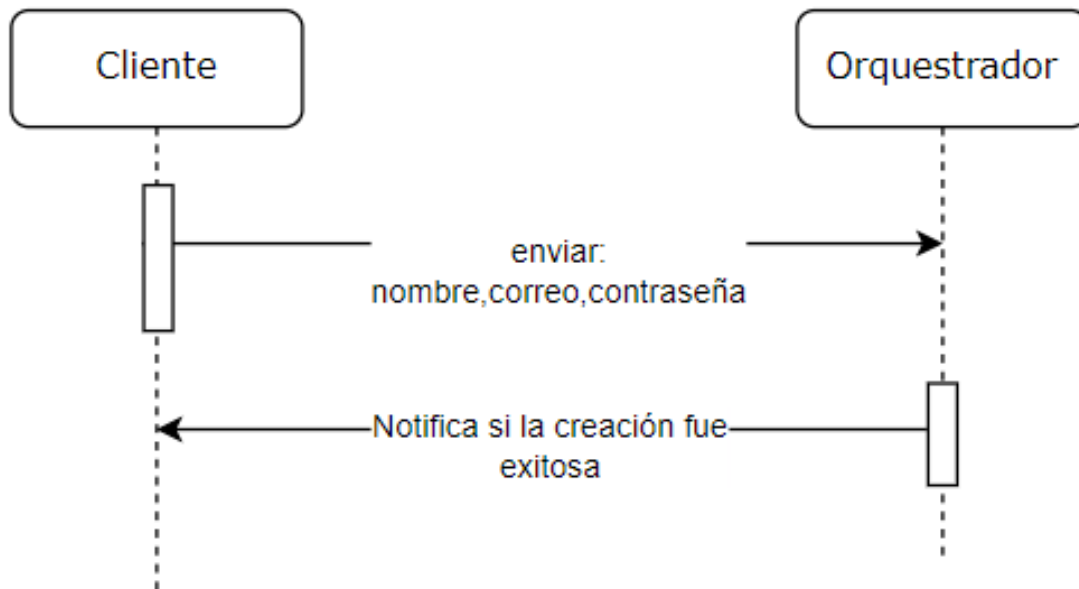 Cliente
Orquestrador
enviar:
nombre,correo,contraseña
Notifica si la creación fue
exitosa